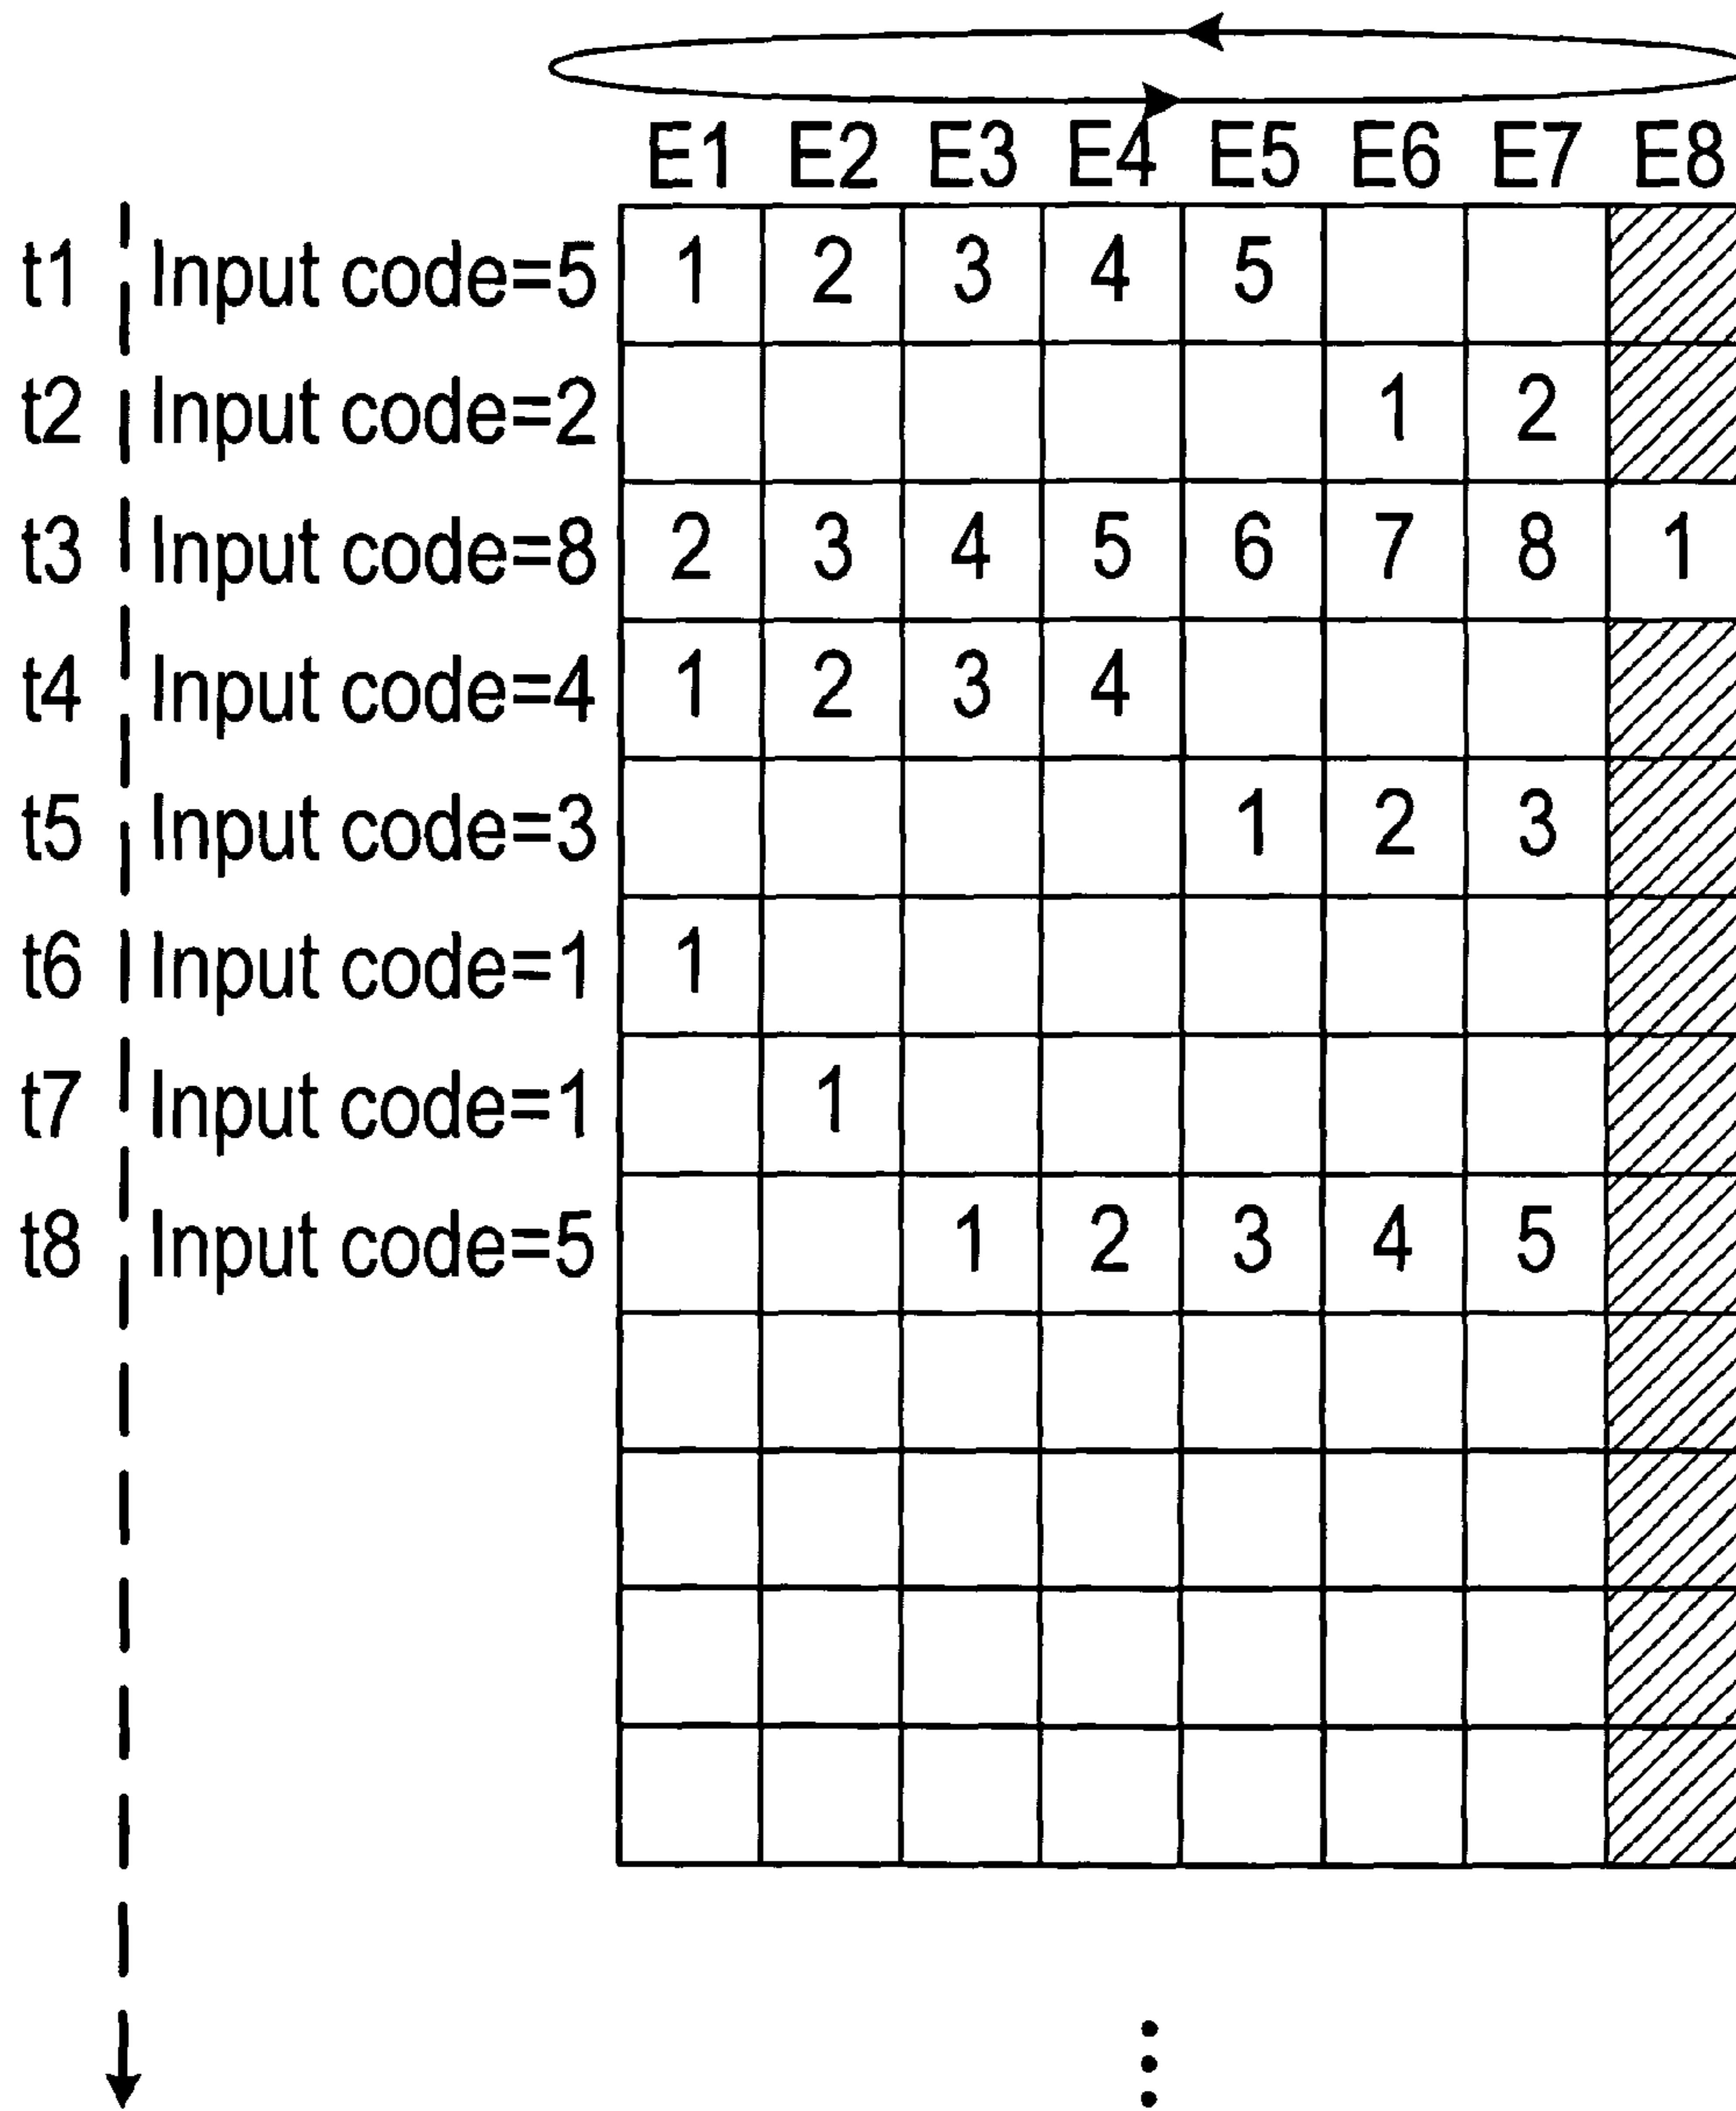 E1 E2 E3 E4 E5 E6 E7 E8
t1 Input code=5 1 2 3 4 5
t2 Input code=2 1 2
t3 Input code=8 2 3 4 5 6 7 8 1
t4 Input code=4 1 2 3 4
t5 Input code=3 1 2 3
t6 Input code=1 1
t7 Input code=1 1
t8 Input code=5 1 2 3 4 5